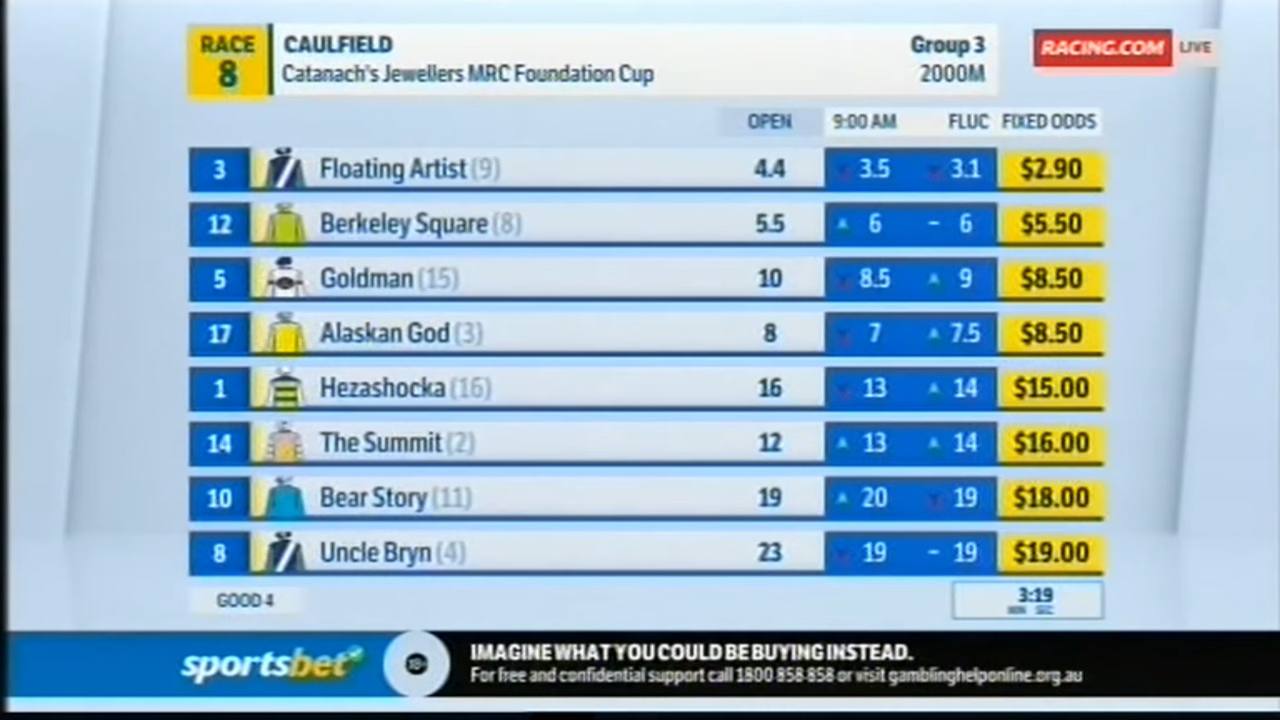 RACE 8
CAULFIELD
Group 3
Catanach's Jewellers MRC Foundation Cup
2000M
RACING.COM LIVE
OPEN 9:00 AM FLUC FIXED ODDS
3 Floating Artist (9) 4.4 3.5 3.1 $2.90
12 Berkeley Square (8) 5.5 6 - 6 $5.50
5 Goldman (15) 10 8.5 9 $8.50
17 Alaskan God (3) 8 7 7.5 $8.50
1 Hezashocka (16) 16 13 14 $15.00
14 The Summit (2) 12 13 14 $16.00
10 Bear Story (11) 19 20 19 $18.00
8 Uncle Bryn (4) 23 19 - 19 $19.00
GOOD 4
3:19
MIN SEC
sportsbet
18+
IMAGINE WHAT YOU COULD BE BUYING INSTEAD.
For free and confidential support call 1800 858 858 or visit gamblinghelponline.org.au